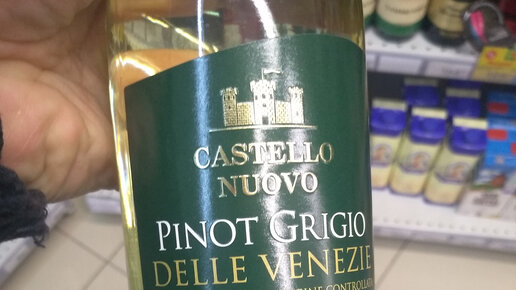 CASTELLO
NUOVO
PINOT GRIGIO
DELLE VENEZIE